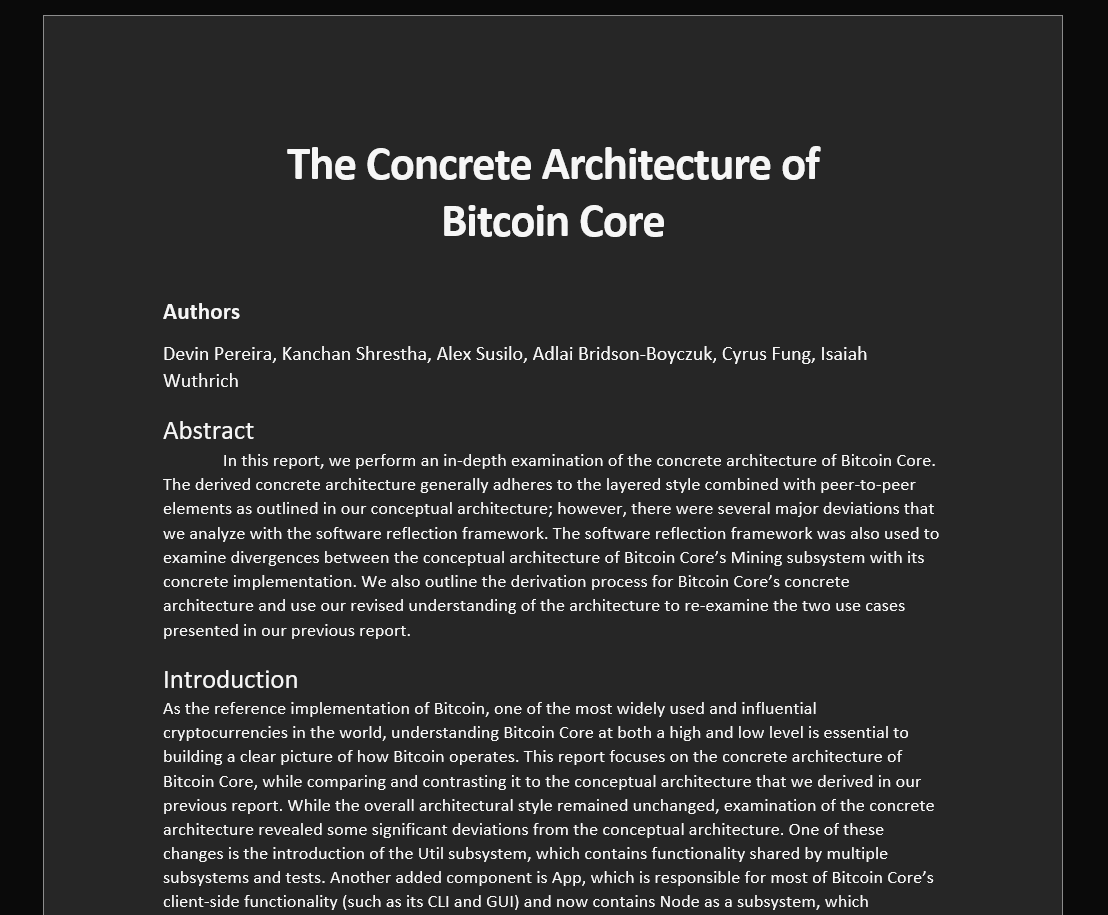 The Concrete Architecture of
Bitcoin Core
Authors
Devin Pereira, Kanchan Shrestha, Alex Susilo, Adlai Bridson-Boyczuk, Cyrus Fung, Isaiah
Wuthrich
Abstract
In this report, we perform an in-depth examination of the concrete architecture of Bitcoin Core.
The derived concrete architecture generally adheres to the layered style combined with peer-to-peer
elements as outlined in our conceptual architecture; however, there were several major deviations that
we analyze with the software reflection framework. The software reflection framework was also used to
examine divergences between the conceptual architecture of Bitcoin Core’s Mining subsystem with its
concrete implementation. We also outline the derivation process for Bitcoin Core’s concrete
architecture and use our revised understanding of the architecture to re-examine the two use cases
presented in our previous report.
Introduction
As the reference implementation of Bitcoin, one of the most widely used and influential
cryptocurrencies in the world, understanding Bitcoin Core at both a high and low level is essential to
building a clear picture of how Bitcoin operates. This report focuses on the concrete architecture of
Bitcoin Core, while comparing and contrasting it to the conceptual architecture that we derived in our
previous report. While the overall architectural style remained unchanged, examination of the concrete
architecture revealed some significant deviations from the conceptual architecture. One of these
changes is the introduction of the Util subsystem, which contains functionality shared by multiple
subsystems and tests. Another added component is App, which is responsible for most of Bitcoin Core’s
client-side functionality (such as its CLI and GUI) and now contains Node as a subsystem, which